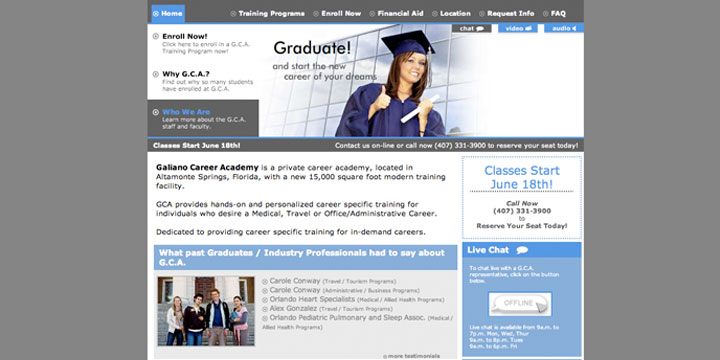 Home
Training Programs
Enroll Now
Financial Aid
Location
Request Info
FAQ
chat
video
audio
Enroll Now!
Click here to enroll in a G.C.A.
Training Program now!
Why G.C.A.?
Find out why so many students
have enrolled at G.C.A.
Who We Are
Learn more about the G.C.A.
staff and faculty.
Graduate!
and start the new
career of your dreams
Classes Start June 18th!
Contact us on-line or call now (407) 331-3900 to reserve your seat today!
Galiano Career Academy is a private career academy, located in
Altamonte Springs, Florida, with a new 15,000 square foot modern training
facility.
GCA provides hands-on and personalized career specific training for
individuals who desire a Medical, Travel or Office/Administrative Career.
Dedicated to providing career specific training for in-demand careers.
What past Graduates / Industry Professionals had to say about
G.C.A.
Carole Conway (Travel / Tourism Programs)
Carole Conway (Administrative / Business Programs)
Orlando Heart Specialists (Medical / Allied Health Programs)
Alex Gonzalez (Travel / Tourism Programs)
Orlando Pediatric Pulmonary and Sleep Assoc. (Medical /
Allied Health Programs)
more testimonials
Classes Start
June 18th!
Call Now
(407) 331-3900
to
Reserve Your Seat Today!
Live Chat
To chat live with a G.C.A.
representative, click on the button
below.
OFFLINE
Live chat is available from 9a.m. to
7p.m. Mon, Wed, Thur
9a.m. to 8p.m. Tues
9a.m. to 6p.m. Fri